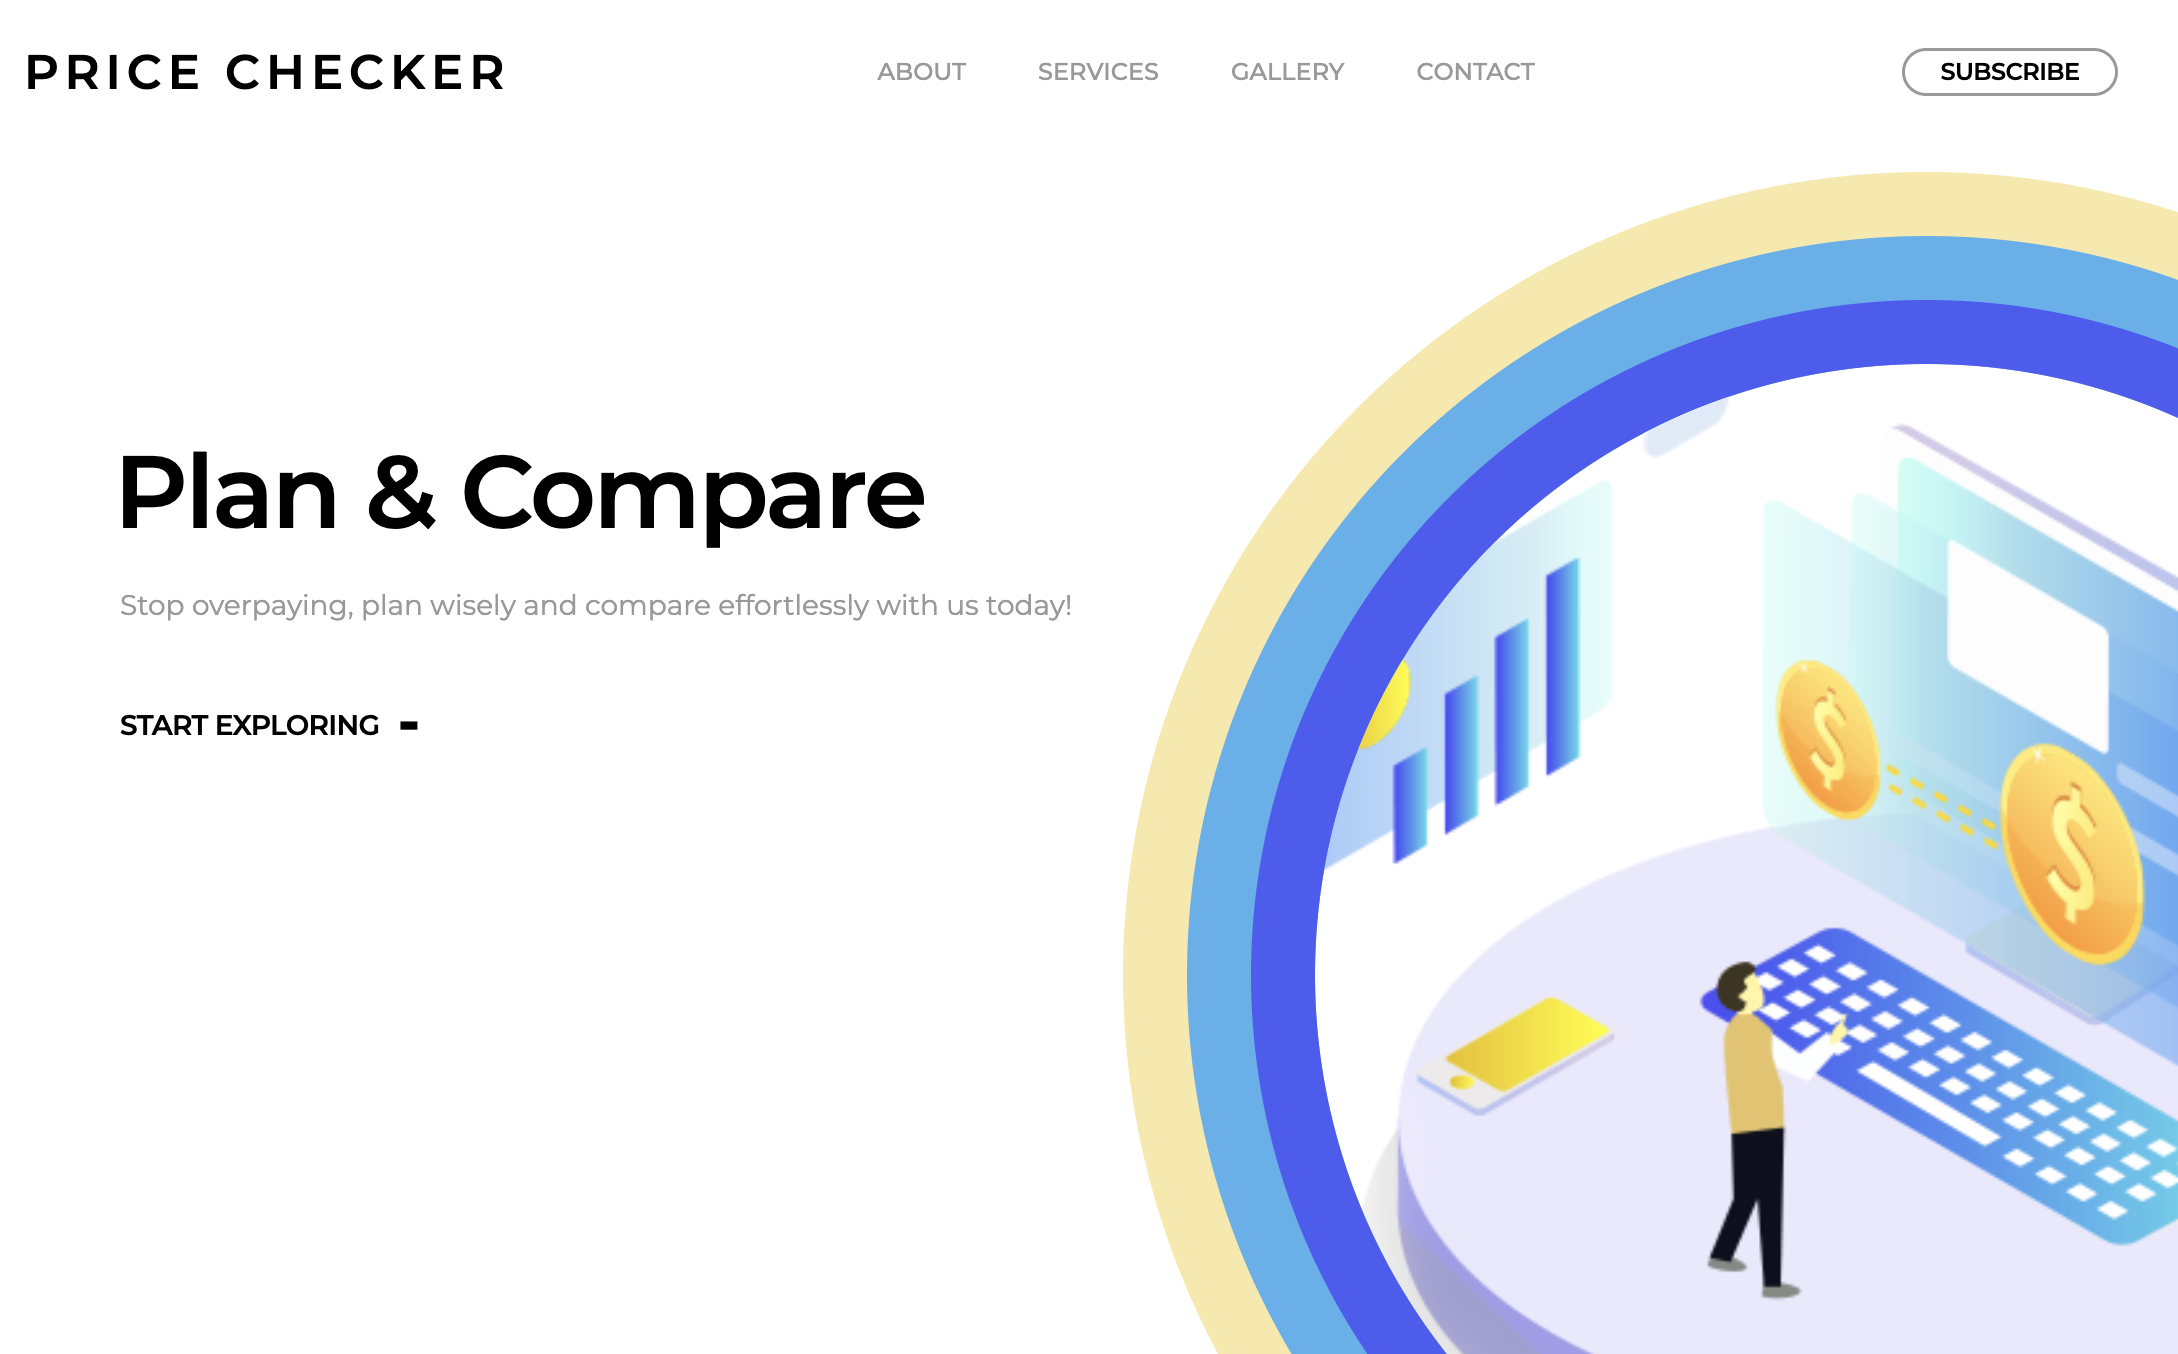 PRICE CHECKER
ABOUT SERVICES GALLERY CONTACT
SUBSCRIBE
Plan & Compare
Stop overpaying, plan wisely and compare effortlessly with us today!
START EXPLORING -
$ $